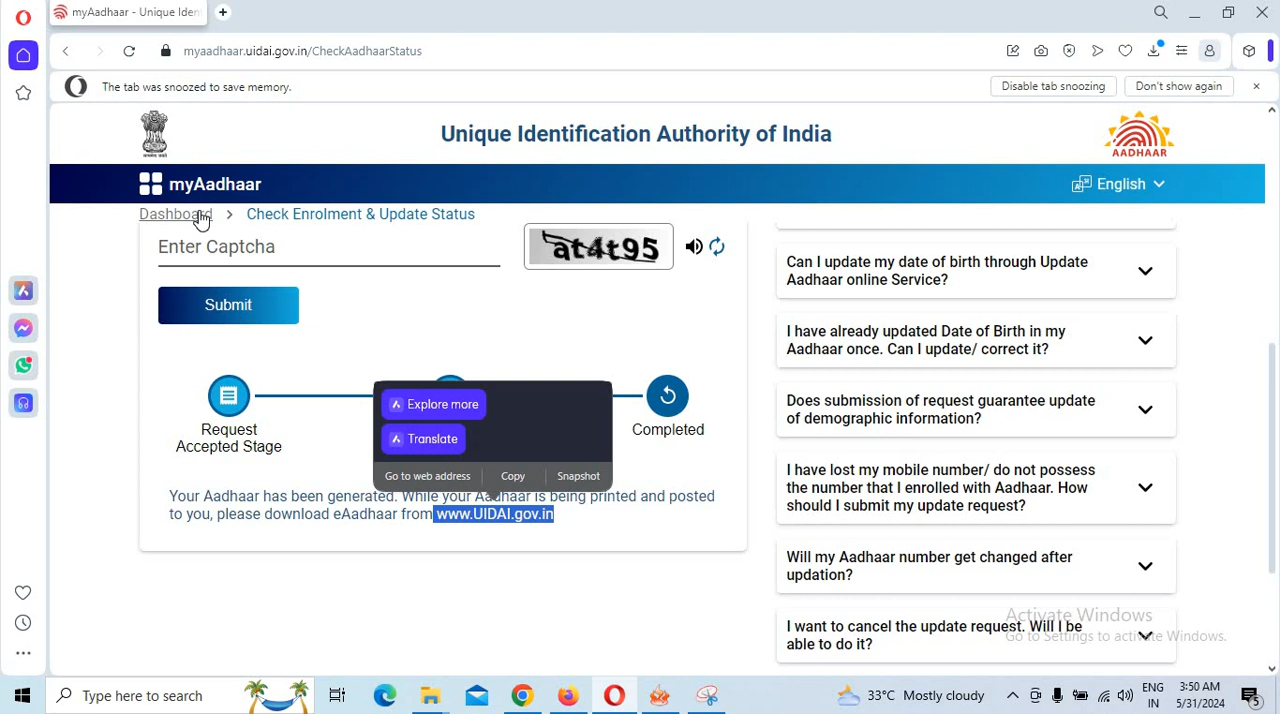 myAadhaar - Unique Iden
myaadhaar.uidai.gov.in/CheckAadhaarStatus
The tab was snoozed to save memory.
Disable tab snoozing
Don't show again
Unique Identification Authority of India
AADHAAR
myAadhaar
English
Dashboard > Check Enrolment & Update Status
Enter Captcha
at4t95
Submit
Request
Accepted Stage
Completed
Explore more
Translate
Go to web address
Copy
Snapshot
Your Aadhaar has been generated. While your Aadhaar is being printed and posted
to you, please download eAadhaar from www.UIDAI.gov.in
Can I update my date of birth through Update
Aadhaar online Service?
I have already updated Date of Birth in my
Aadhaar once. Can I update/ correct it?
Does submission of request guarantee update
of demographic information?
I have lost my mobile number/ do not possess
the number that I enrolled with Aadhaar. How
should I submit my update request?
Will my Aadhaar number get changed after
updation?
I want to cancel the update request. Will I be
able to do it?
Activate Windows
Go to Settings to activate Windows.
Type here to search
33°C Mostly cloudy
ENG
IN
3:50 AM
5/31/2024
5